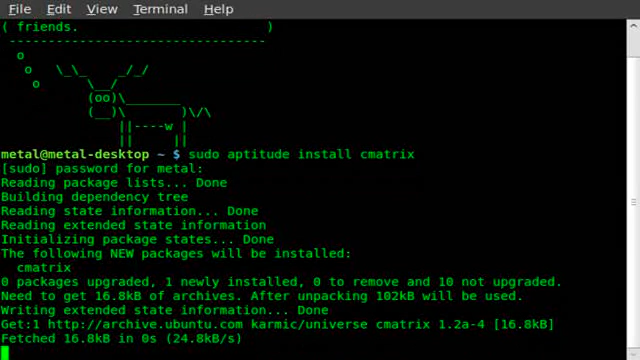 File Edit View Terminal Help
( friends. )
 ----------------------------------
  o
   o   \_\_    _/_/
    o      \__/
           (oo)\_______
           (__)\       )\/\
               ||----w |
               ||     ||
metal@metal-desktop ~ $ sudo aptitude install cmatrix
[sudo] password for metal:
Reading package lists... Done
Building dependency tree
Reading state information... Done
Reading extended state information
Initializing package states... Done
The following NEW packages will be installed:
  cmatrix
0 packages upgraded, 1 newly installed, 0 to remove and 10 not upgraded.
Need to get 16.8kB of archives. After unpacking 102kB will be used.
Writing extended state information... Done
Get:1 http://archive.ubuntu.com karmic/universe cmatrix 1.2a-4 [16.8kB]
Fetched 16.8kB in 0s (24.8kB/s)